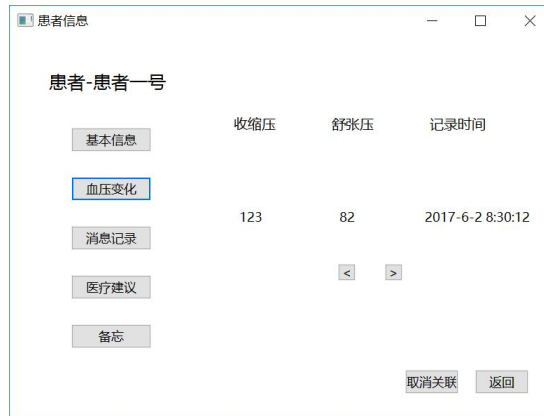 患者信息
患者-患者一号
收缩压 舒张压 记录时间
基本信息
血压变化
123 82 2017-6-2 8:30:12
消息记录
< >
医疗建议
备忘
取消关联 返回